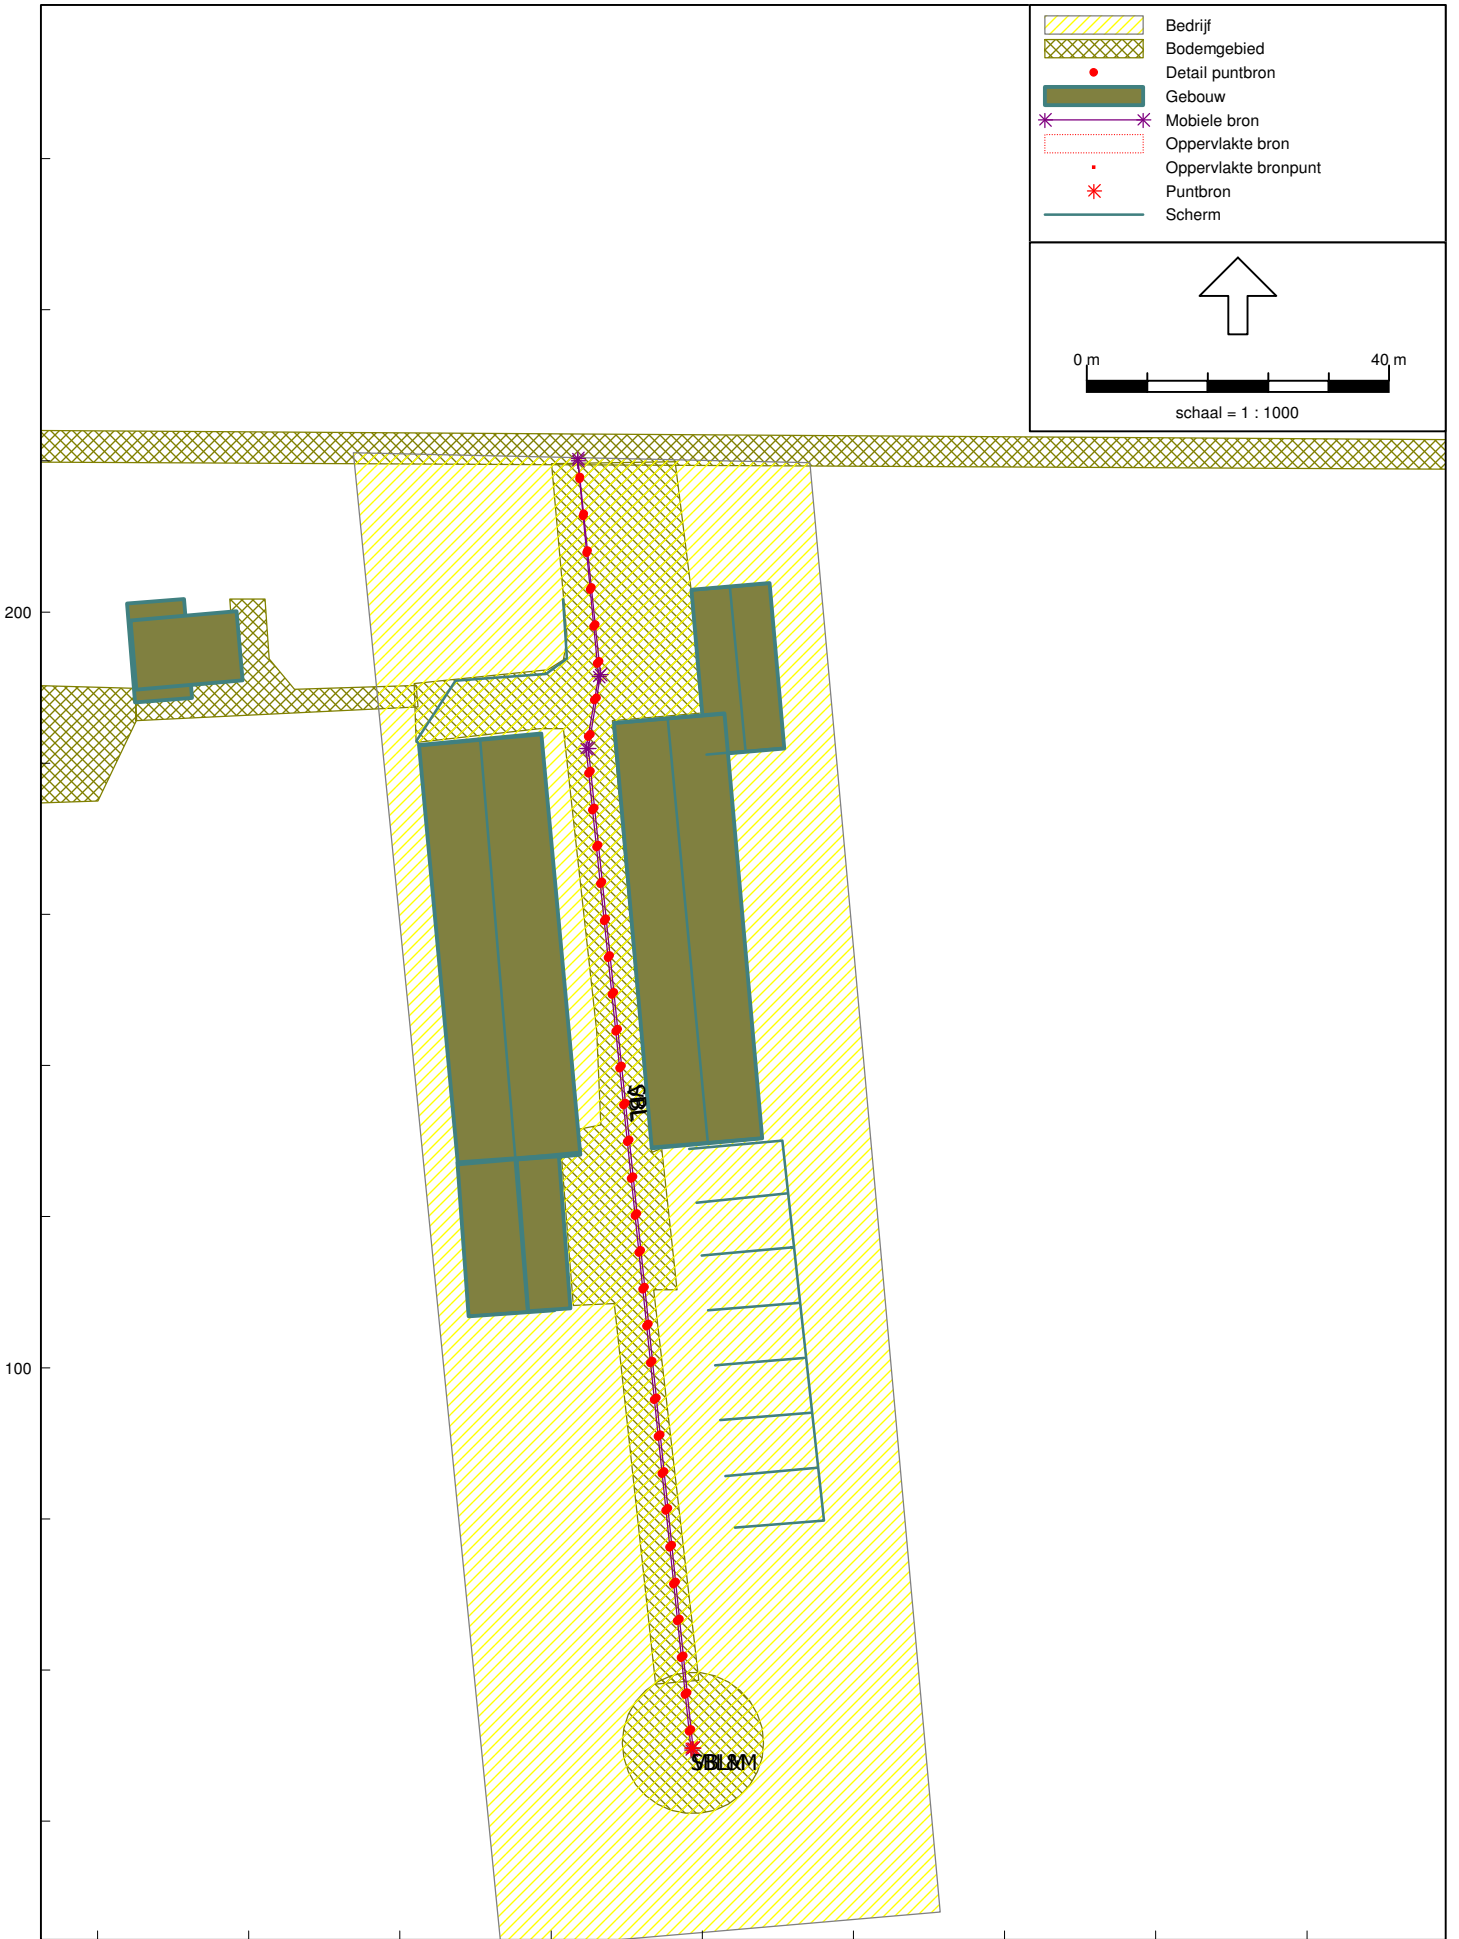 Bedrijf
Bodemgebied
Detail puntbron
Gebouw
Mobiele bron
Oppervlakte bron
Oppervlakte bronpunt
Puntbron
Scherm
0 m 40 m
schaal = 1 : 1000
200
100